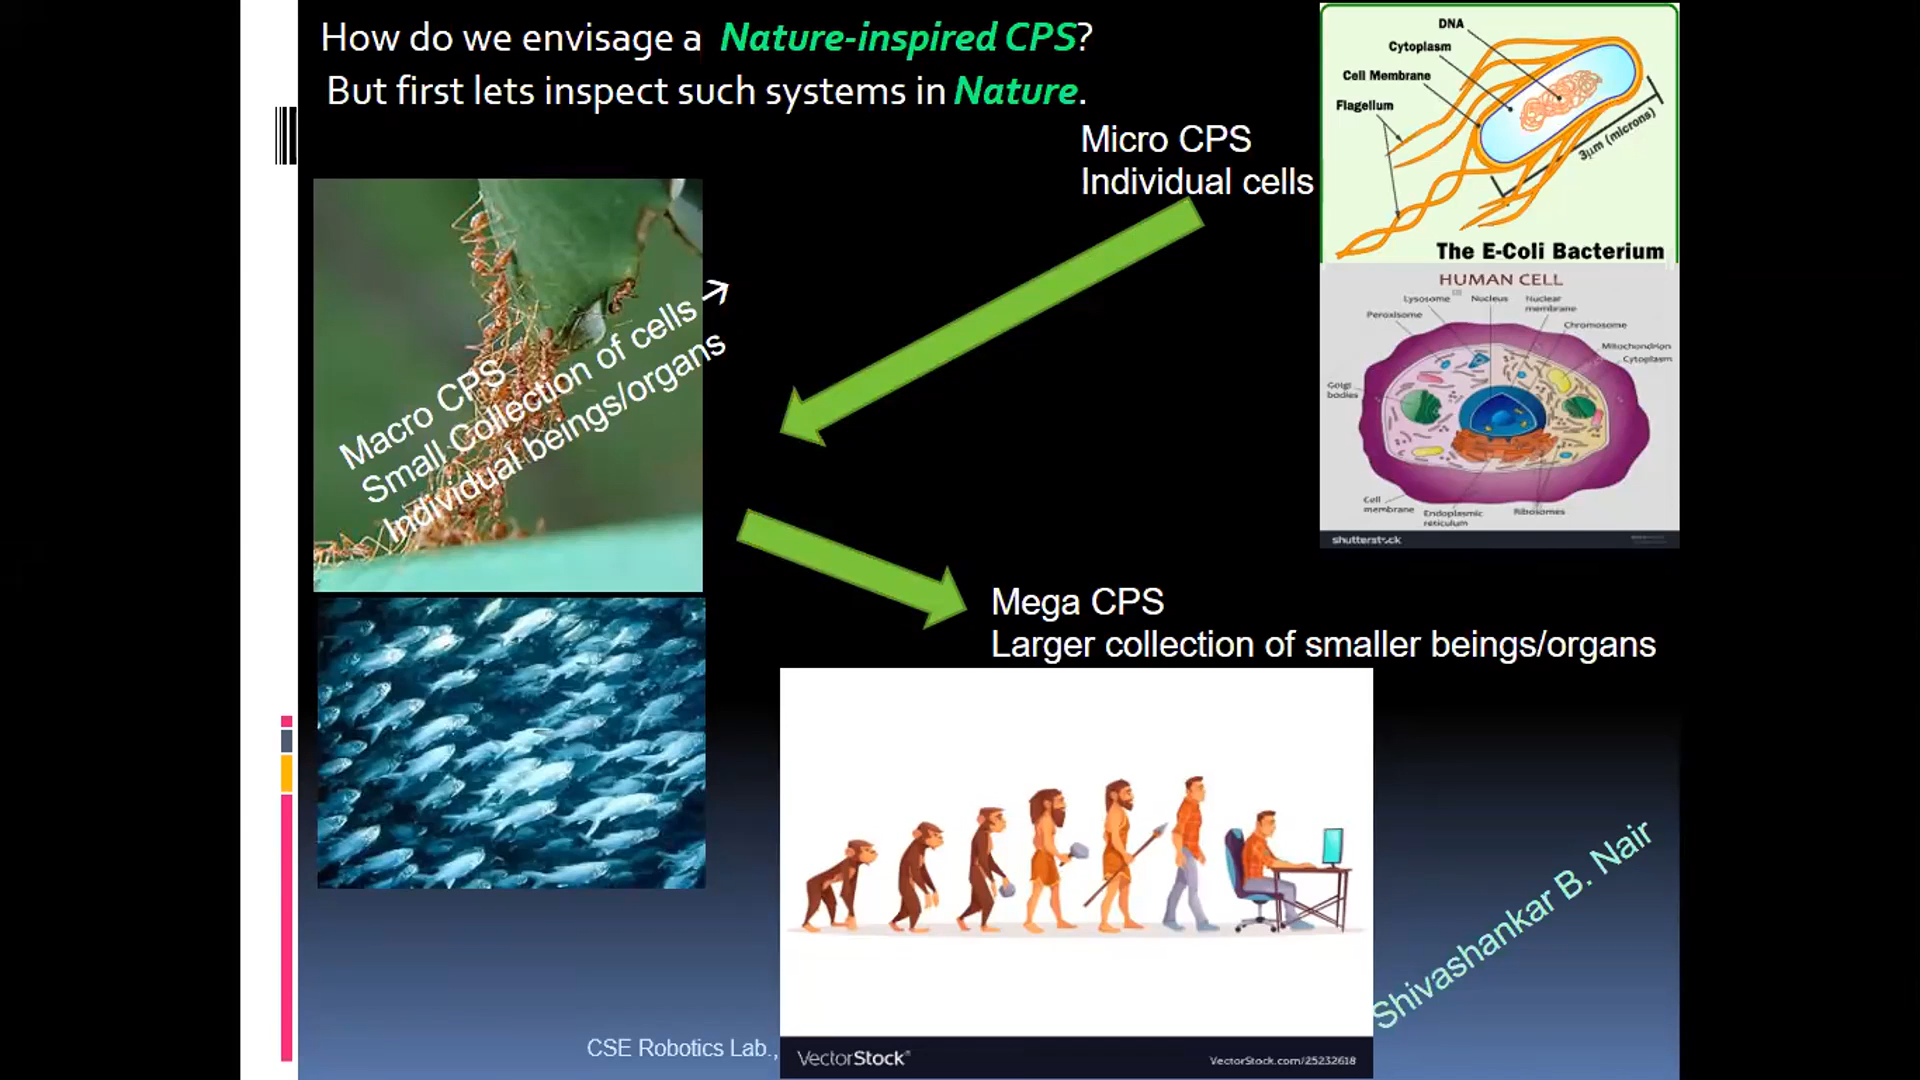 How do we envisage a Nature-inspired CPS?
But first lets inspect such systems in Nature.
Micro CPS
Individual cells
DNA
Cytoplasm
Cell Membrane
Flagellum
3μm (microns)
The E-Coli Bacterium
HUMAN CELL
Lysosome
Nucleus
Nuclear
membrane
Peroxisome
Chromosome
Mitochondrion
Cytoplasm
Golgi
bodies
Cell
membrane
Endoplasmic
reticulum
Ribosomes
shutterstock
Macro CPS
Small Collection of cells →
Individual beings/organs
Mega CPS
Larger collection of smaller beings/organs
Shivashankar B. Nair
CSE Robotics Lab.,
VectorStock®
VectorStock.com/25232618